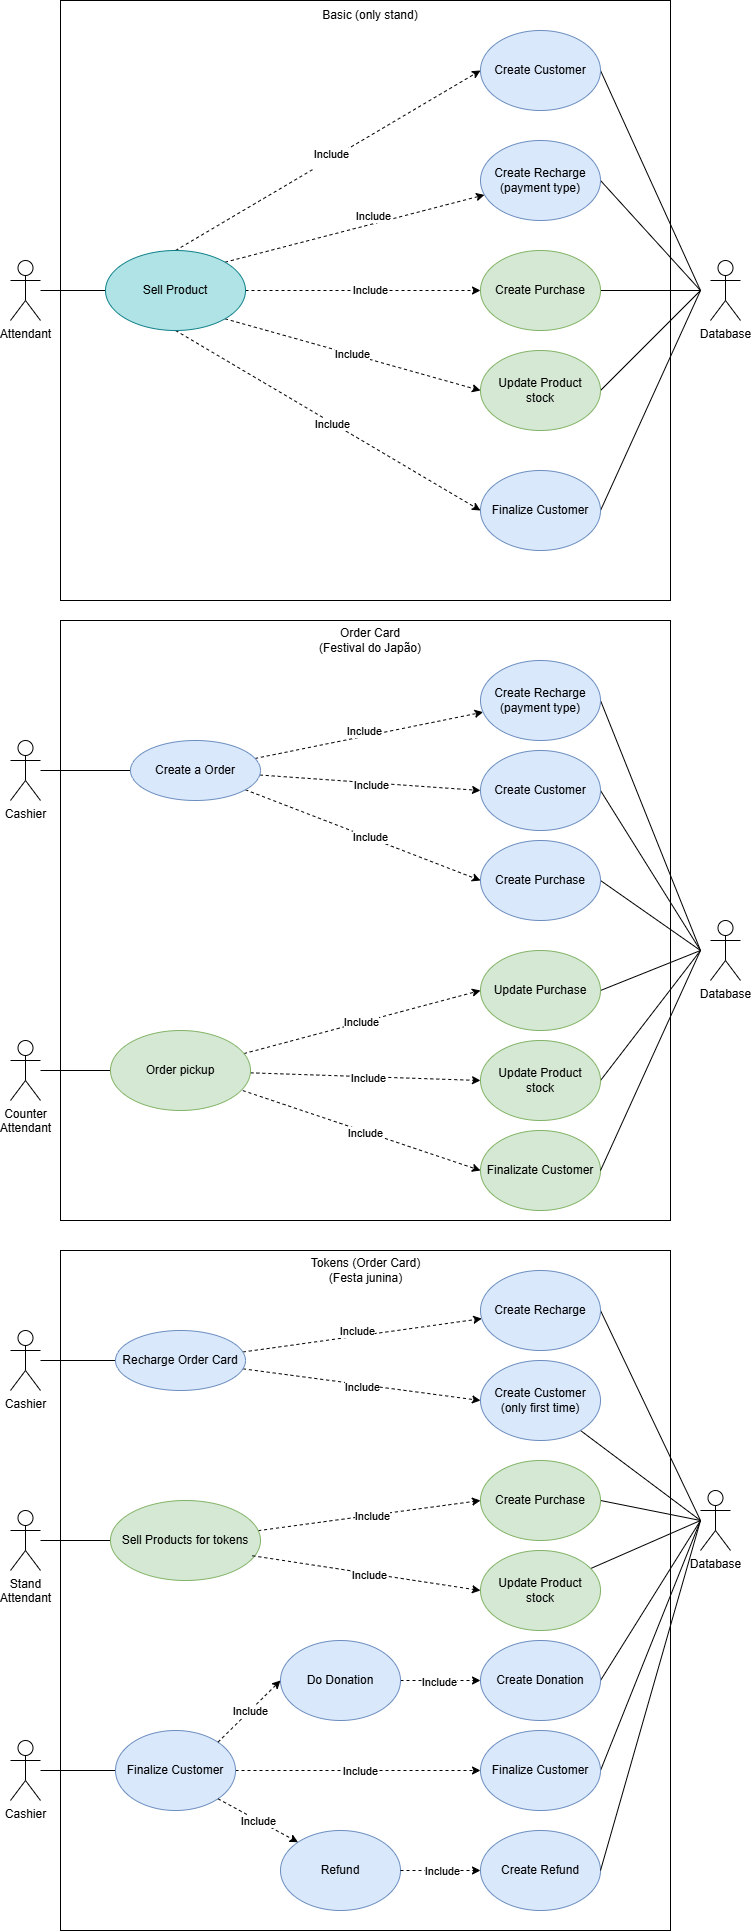 Basic (only stand)
Create Customer
Include
Create Recharge
(payment type)
Include
Attendant
Sell Product
Include
Create Purchase
Database
Include
Update Product
stock
Include
Finalize Customer
Order Card
(Festival do Japão)
Create Recharge
(payment type)
Include
Cashier
Create a Order
Include
Create Customer
Include
Create Purchase
Database
Update Purchase
Include
Counter
Attendant
Order pickup
Include
Update Product
stock
Include
Finalizate Customer
Tokens (Order Card)
(Festa junina)
Create Recharge
Include
Cashier
Recharge Order Card
Include
Create Customer
(only first time)
Create Purchase
Include
Stand
Attendant
Sell Products for tokens
Database
Include
Update Product
stock
Do Donation
Include
Create Donation
Include
Cashier
Finalize Customer
Include
Finalize Customer
Include
Refund
Include
Create Refund